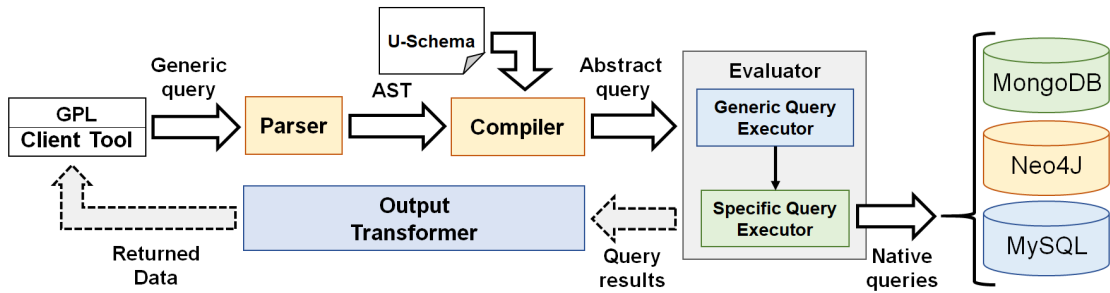 U-Schema
Generic
query
AST
Abstract
query
Evaluator
MongoDB
GPL
Client Tool
Parser
Compiler
Generic Query
Executor
Neo4J
Output
Transformer
Specific Query
Executor
MySQL
Returned
Data
Query
results
Native
queries